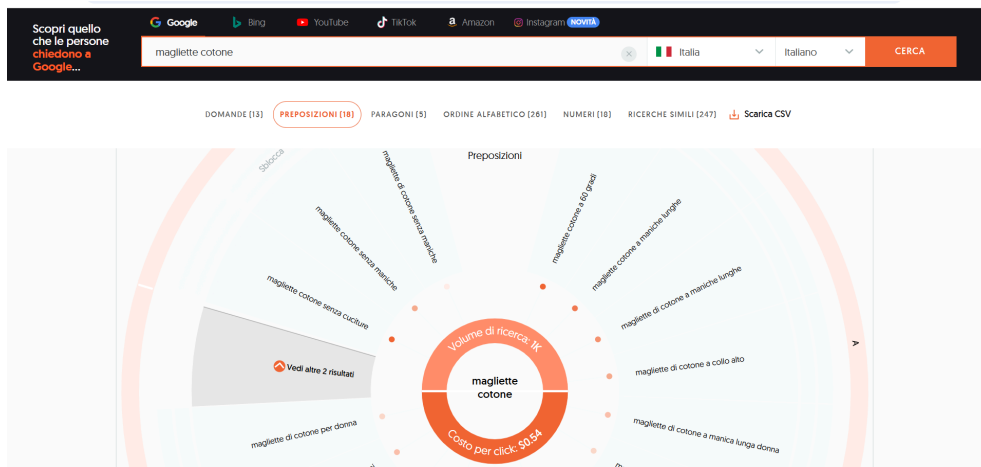 Scopri quello
che le persone
chiedono a
Google...
Google
Bing
YouTube
TikTok
Amazon
Instagram NOVITÀ
magliette cotone
Italia
Italiano
CERCA
DOMANDE (13)
PREPOSIZIONI (18)
PARAGONI (5)
ORDINE ALFABETICO (261)
NUMERI (18)
RICERCHE SIMILI (247)
Scarica CSV
Preposizioni
Sblocca
magliette di cotone senza maniche
magliette cotone senza maniche
magliette cotone senza cuciture
Vedi altre 2 risultati
magliette di cotone per donna
magliette cotone a 60 gradi
magliette cotone a maniche lunghe
magliette di cotone a maniche lunghe
magliette di cotone a collo alto
magliette di cotone a manica lunga donna
A
Volume di ricerca: 1K
magliette
cotone
Costo per click: $0.54